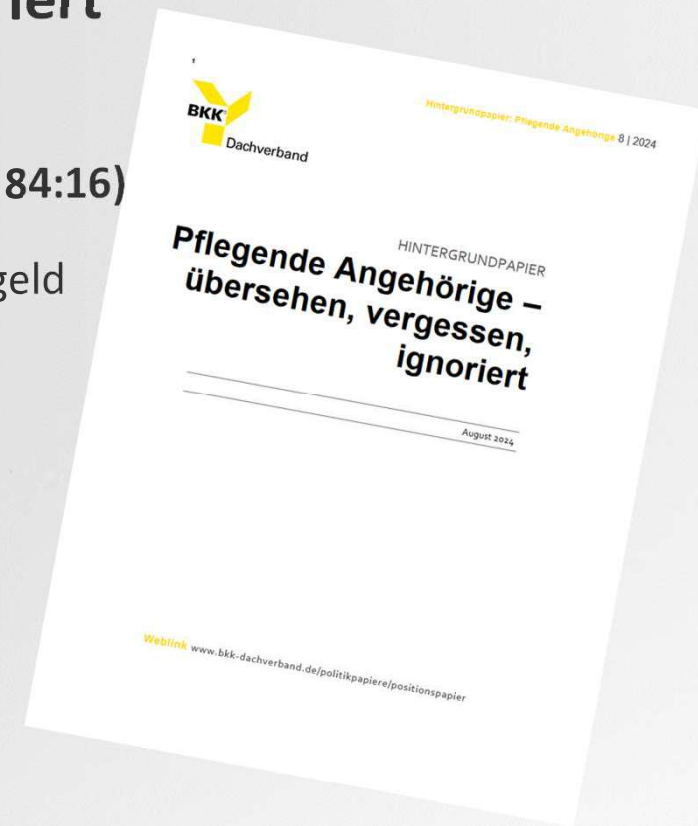 iert
84:16)
geld
1
BKK
Dachverband
Hintergrundpapier: Pflegende Angehörige 8 | 2024
HINTERGRUNDPAPIER
Pflegende Angehörige –
übersehen, vergessen,
ignoriert
August 2024
Weblink www.bkk-dachverband.de/politikpapiere/positionspapier